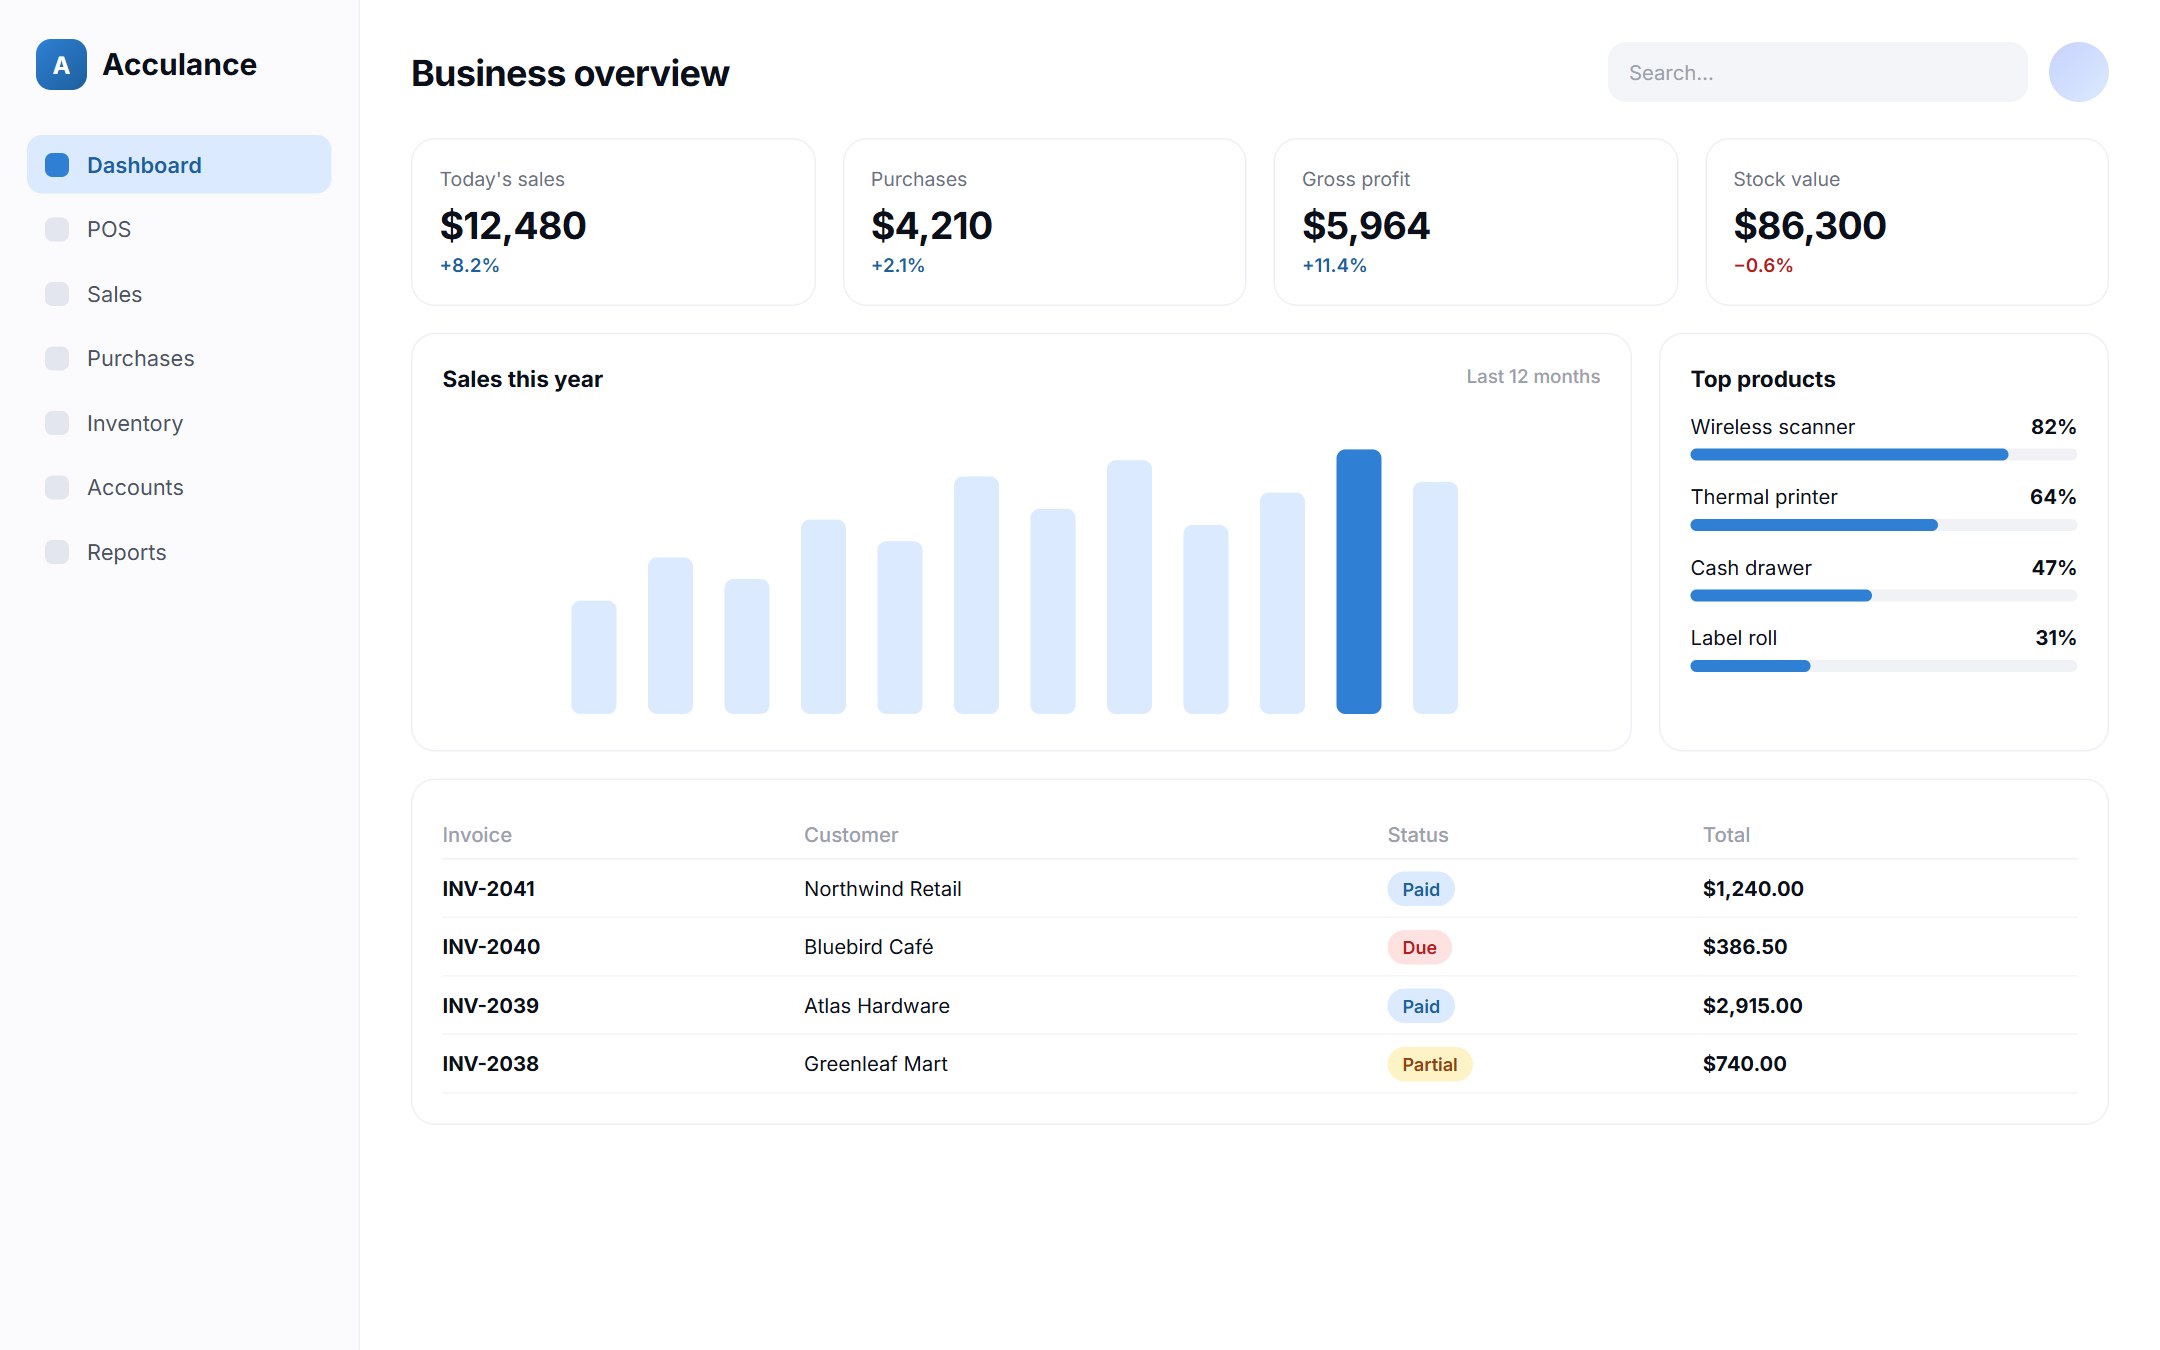 A Acculance
Dashboard
POS
Sales
Purchases
Inventory
Accounts
Reports
Business overview
Search...
Today's sales
$12,480
+8.2%
Purchases
$4,210
+2.1%
Gross profit
$5,964
+11.4%
Stock value
$86,300
−0.6%
Sales this year
Last 12 months
Top products
Wireless scanner 82%
Thermal printer 64%
Cash drawer 47%
Label roll 31%
Invoice Customer Status Total
INV-2041 Northwind Retail Paid $1,240.00
INV-2040 Bluebird Café Due $386.50
INV-2039 Atlas Hardware Paid $2,915.00
INV-2038 Greenleaf Mart Partial $740.00